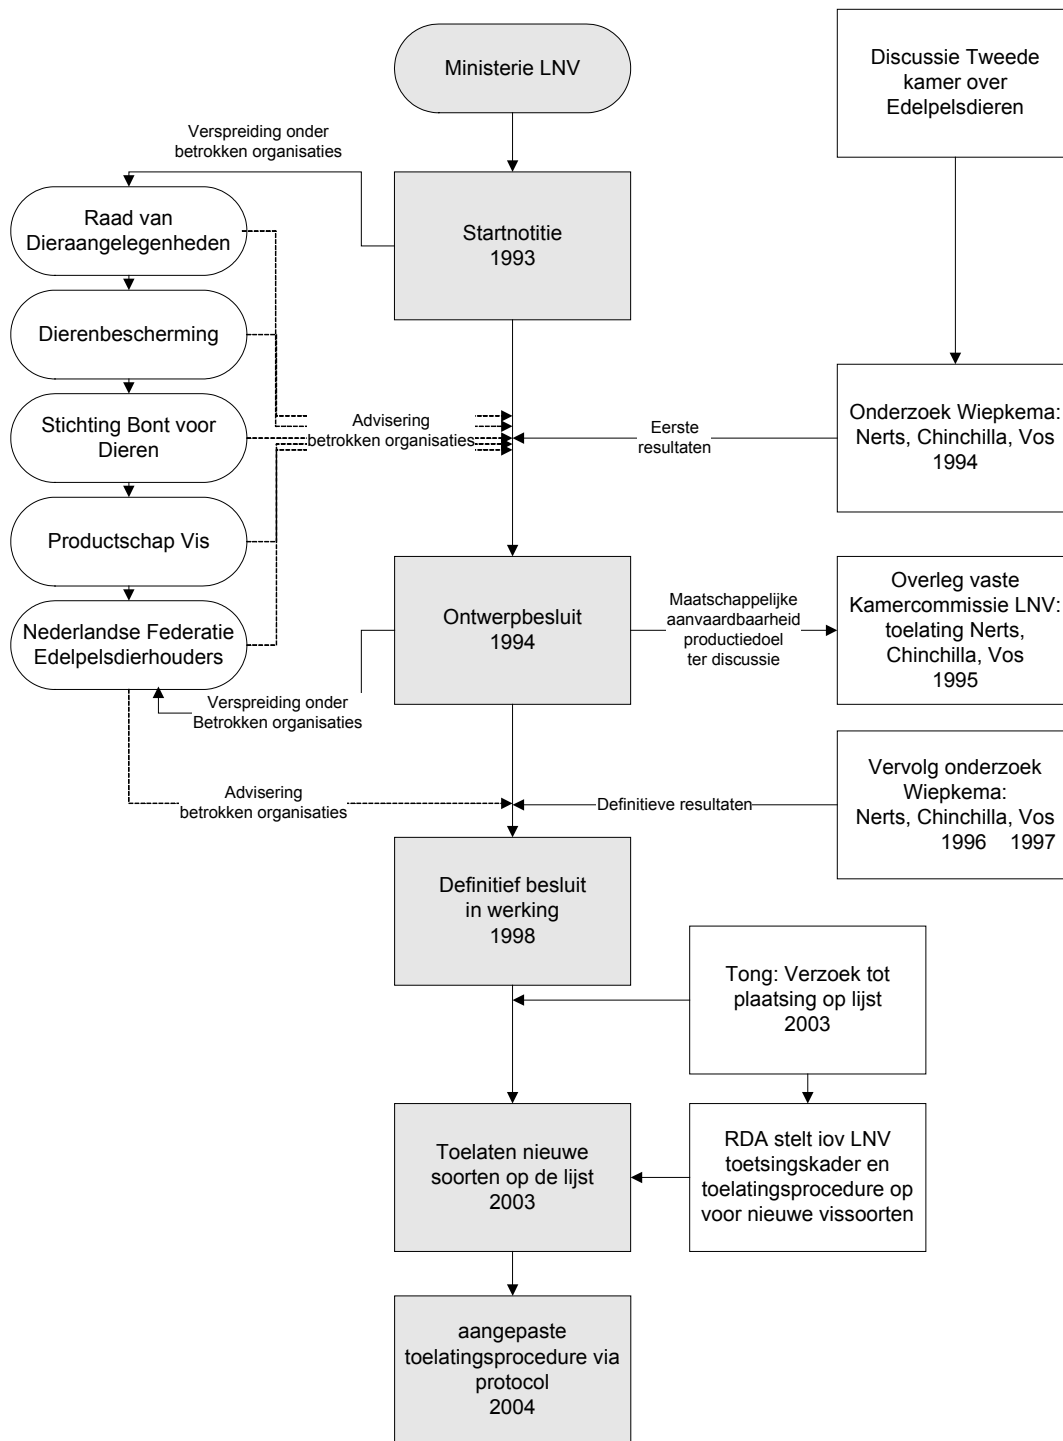 Ministerie LNV
Discussie Tweede
kamer over
Edelpelsdieren
Verspreiding onder
betrokken organisaties
Raad van
Dieraangelegenheden
Startnotitie
1993
Dierenbescherming
Stichting Bont voor
Dieren
Advisering
betrokken organisaties
Eerste
resultaten
Onderzoek Wiepkema:
Nerts, Chinchilla, Vos
1994
Productschap Vis
Nederlandse Federatie
Edelpelsdierhouders
Ontwerpbesluit
1994
Maatschappelijke
aanvaardbaarheid
productiedoel
ter discussie
Overleg vaste
Kamercommissie LNV:
toelating Nerts,
Chinchilla, Vos
1995
Verspreiding onder
Betrokken organisaties
Advisering
betrokken organisaties
Definitieve resultaten
Vervolg onderzoek
Wiepkema:
Nerts, Chinchilla, Vos
1996 1997
Definitief besluit
in werking
1998
Tong: Verzoek tot
plaatsing op lijst
2003
Toelaten nieuwe
soorten op de lijst
2003
RDA stelt iov LNV
toetsingskader en
toelatingsprocedure op
voor nieuwe vissoorten
aangepaste
toelatingsprocedure via
protocol
2004